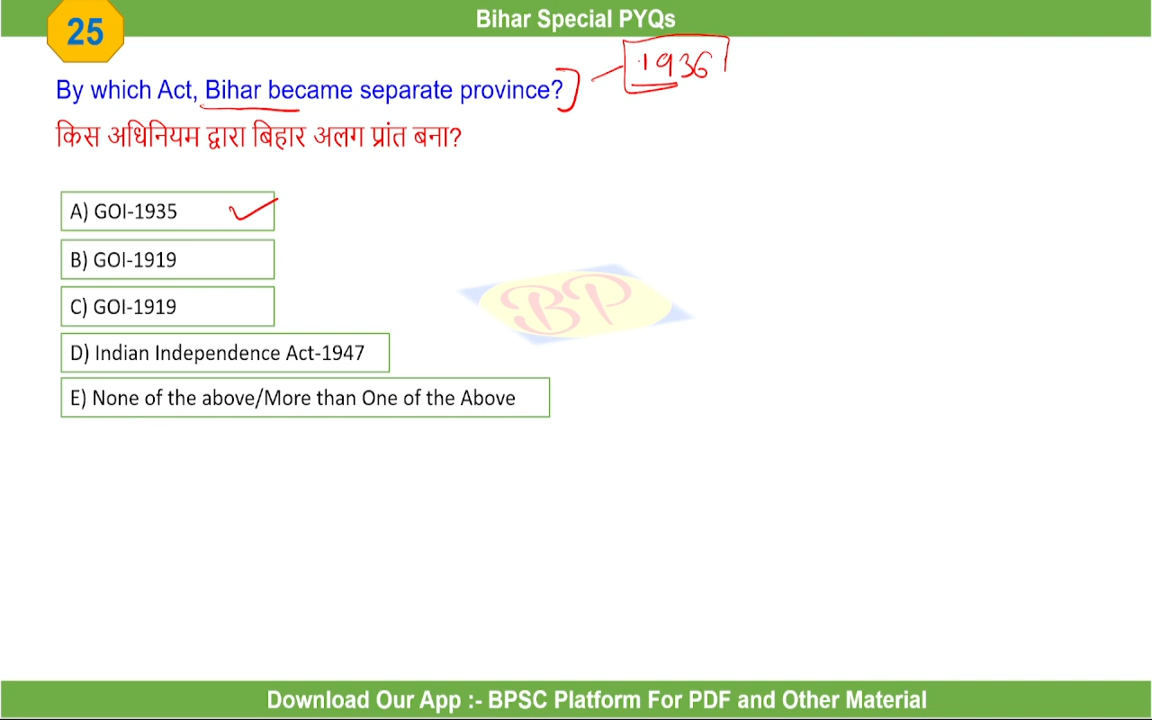 Bihar Special PYQs
25
1936
By which Act, Bihar became separate province?
किस अधिनियम द्वारा बिहार अलग प्रांत बना?
A) GOI-1935
B) GOI-1919
C) GOI-1919
D) Indian Independence Act-1947
E) None of the above/More than One of the Above
BP
Download Our App :- BPSC Platform For PDF and Other Material